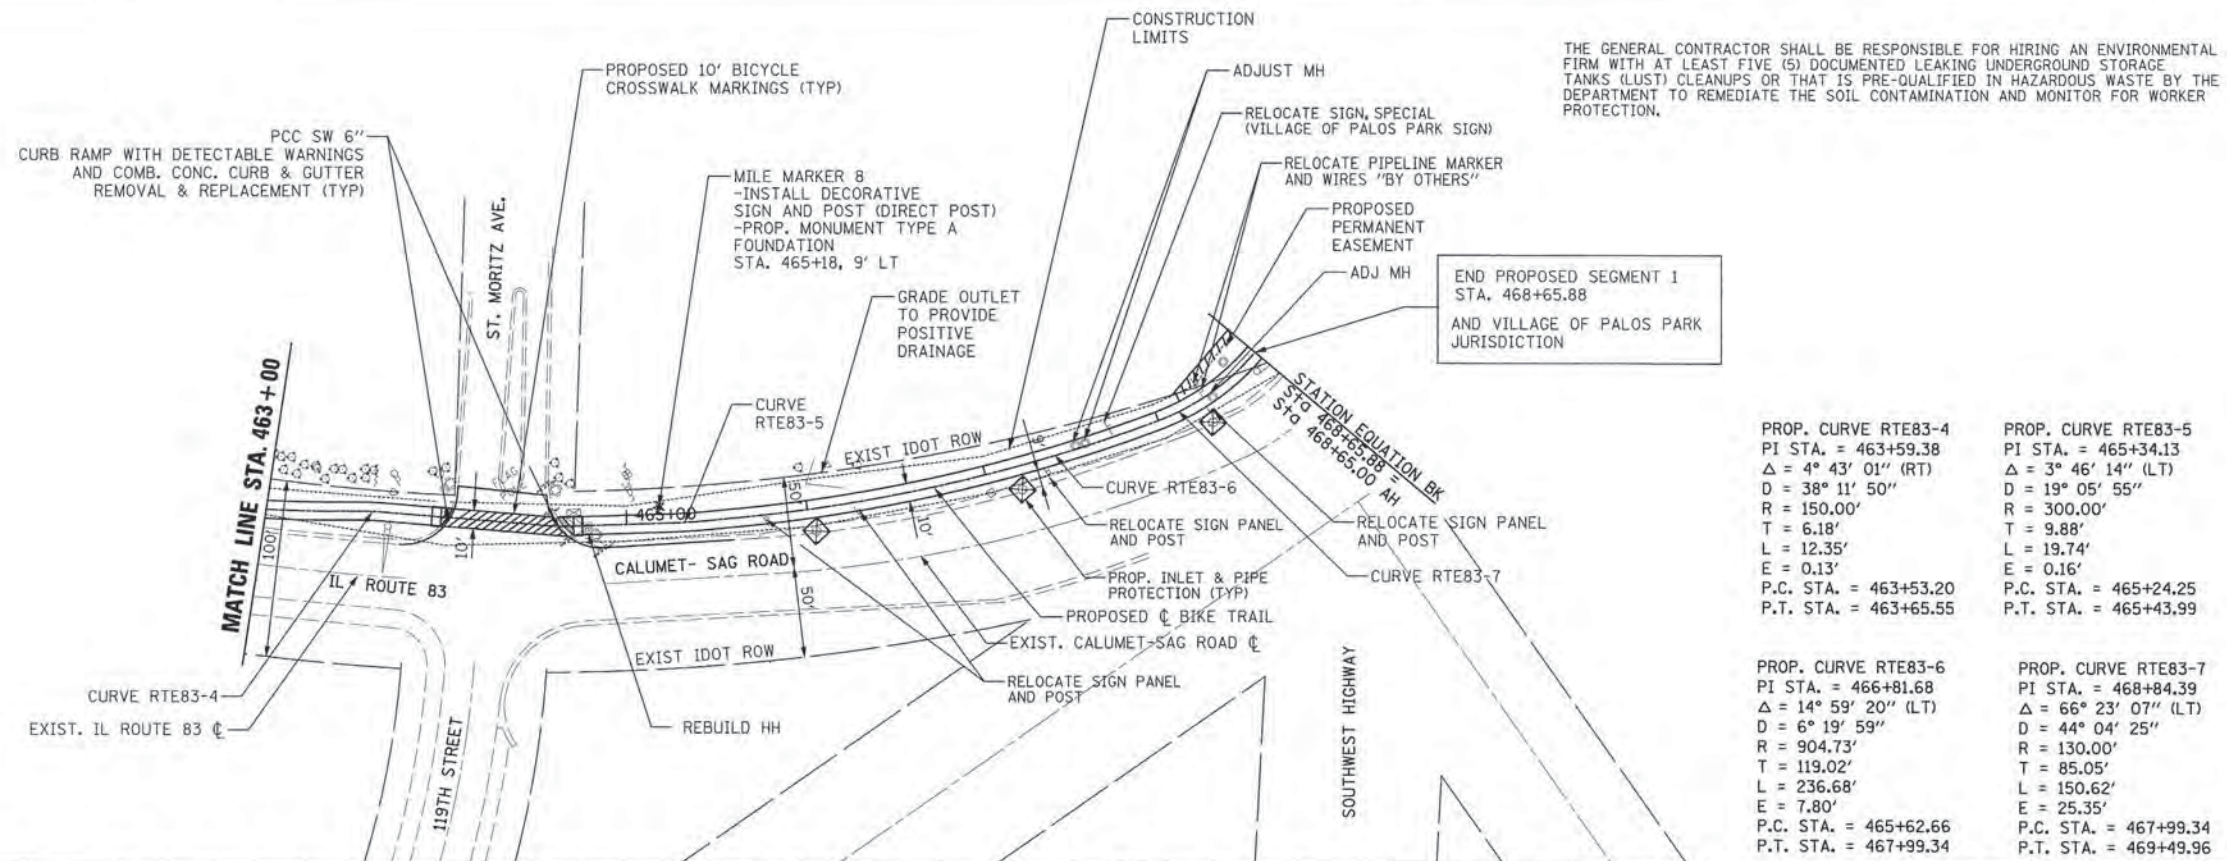 CONSTRUCTION
LIMITS
THE GENERAL CONTRACTOR SHALL BE RESPONSIBLE FOR HIRING AN ENVIRONMENTAL
FIRM WITH AT LEAST FIVE (5) DOCUMENTED LEAKING UNDERGROUND STORAGE
TANKS (LUST) CLEANUPS OR THAT IS PRE-QUALIFIED IN HAZARDOUS WASTE BY THE
DEPARTMENT TO REMEDIATE THE SOIL CONTAMINATION AND MONITOR FOR WORKER
PROTECTION.
PROPOSED 10' BICYCLE
CROSSWALK MARKINGS (TYP)
ADJUST MH
RELOCATE SIGN, SPECIAL
(VILLAGE OF PALOS PARK SIGN)
PCC SW 6"
CURB RAMP WITH DETECTABLE WARNINGS
AND COMB. CONC. CURB & GUTTER
REMOVAL & REPLACEMENT (TYP)
RELOCATE PIPELINE MARKER
AND WIRES "BY OTHERS"
MILE MARKER 8
-INSTALL DECORATIVE
SIGN AND POST (DIRECT POST)
-PROP. MONUMENT TYPE A
FOUNDATION
STA. 465+18, 9' LT
PROPOSED
PERMANENT
EASEMENT
ST. MORITZ AVE.
ADJ MH
END PROPOSED SEGMENT 1
STA. 468+65.88
AND VILLAGE OF PALOS PARK
JURISDICTION
GRADE OUTLET
TO PROVIDE
POSITIVE
DRAINAGE
MATCH LINE STA. 463+00
CURVE
RTE83-5
EXIST IDOT ROW
9'
STATION EQUATION BK
Sta 468+65.88 =
Sta 468+65.00 AH
465+00
50'
10'
100'
10'
CURVE RTE83-6
RELOCATE SIGN PANEL
AND POST
RELOCATE SIGN PANEL
AND POST
CALUMET- SAG ROAD
IL ROUTE 83
50'
PROP. INLET & PIPE
PROTECTION (TYP)
CURVE RTE83-7
PROPOSED ℄ BIKE TRAIL
EXIST. CALUMET-SAG ROAD ℄
EXIST IDOT ROW
RELOCATE SIGN PANEL
AND POST
CURVE RTE83-4
EXIST. IL ROUTE 83 ℄
REBUILD HH
119TH STREET
SOUTHWEST HIGHWAY
PROP. CURVE RTE83-4
PI STA. = 463+59.38
Δ = 4° 43' 01" (RT)
D = 38° 11' 50"
R = 150.00'
T = 6.18'
L = 12.35'
E = 0.13'
P.C. STA. = 463+53.20
P.T. STA. = 463+65.55
PROP. CURVE RTE83-5
PI STA. = 465+34.13
Δ = 3° 46' 14" (LT)
D = 19° 05' 55"
R = 300.00'
T = 9.88'
L = 19.74'
E = 0.16'
P.C. STA. = 465+24.25
P.T. STA. = 465+43.99
PROP. CURVE RTE83-6
PI STA. = 466+81.68
Δ = 14° 59' 20" (LT)
D = 6° 19' 59"
R = 904.73'
T = 119.02'
L = 236.68'
E = 7.80'
P.C. STA. = 465+62.66
P.T. STA. = 467+99.34
PROP. CURVE RTE83-7
PI STA. = 468+84.39
Δ = 66° 23' 07" (LT)
D = 44° 04' 25"
R = 130.00'
T = 85.05'
L = 150.62'
E = 25.35'
P.C. STA. = 467+99.34
P.T. STA. = 469+49.96